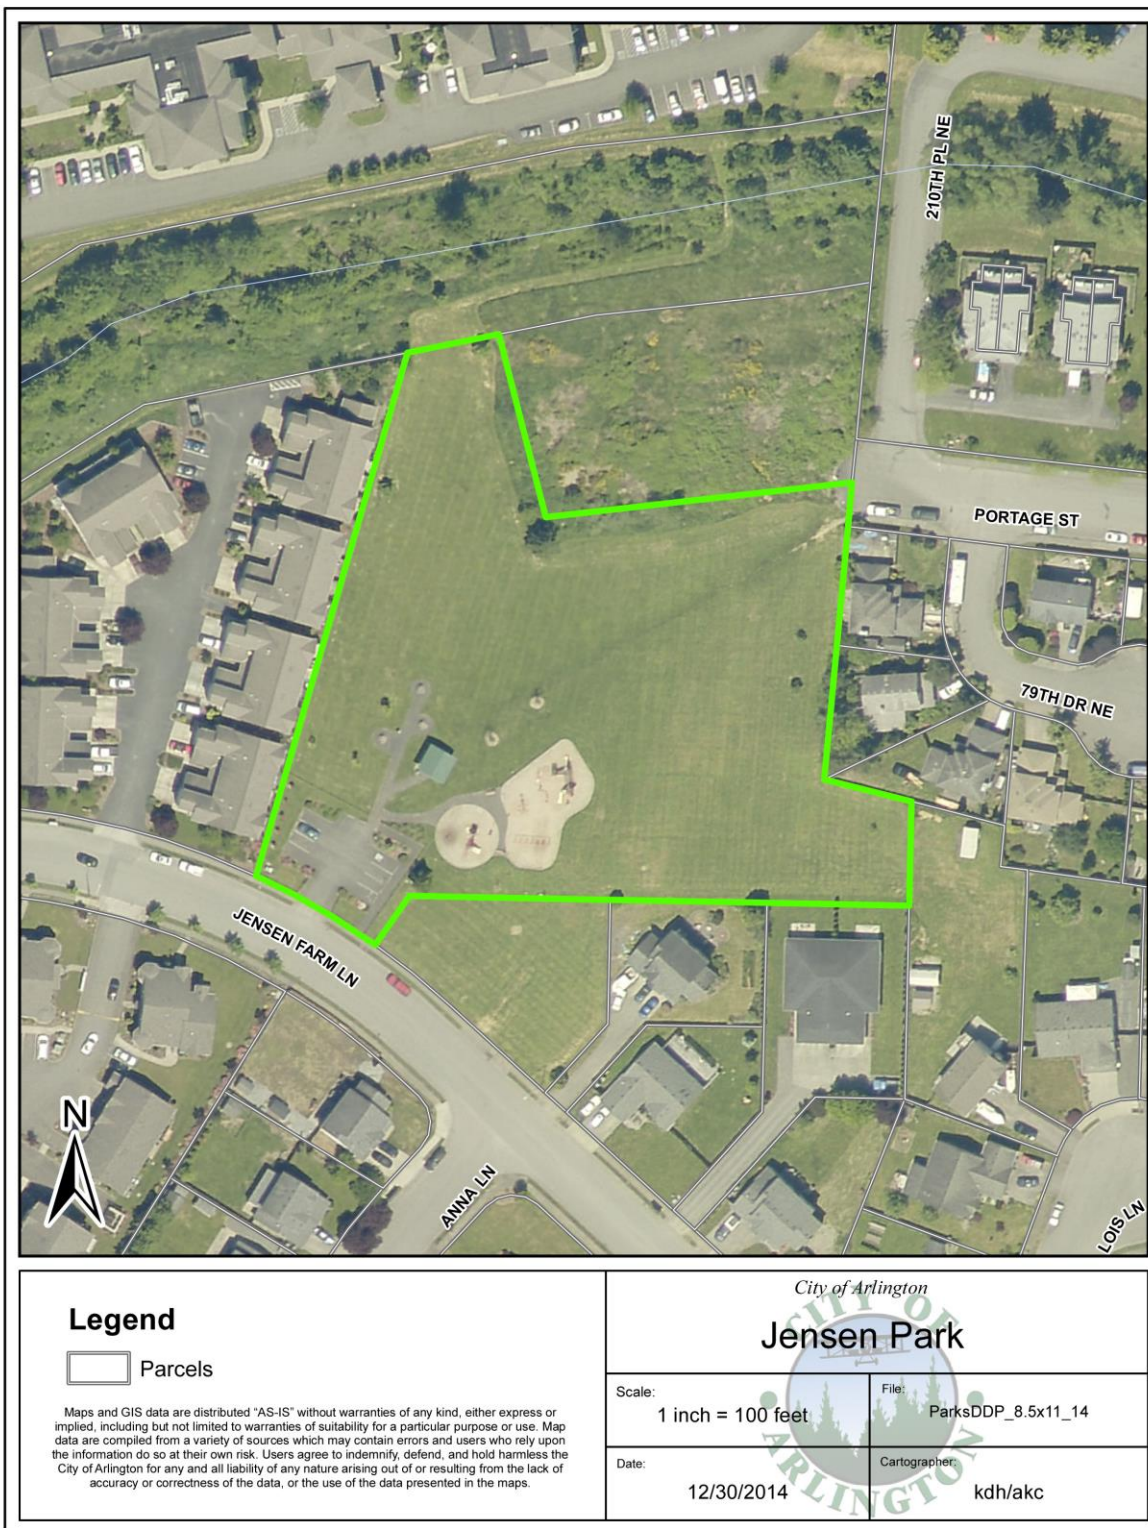 210TH PL NE
PORTAGE ST
79TH DR NE
JENSEN FARM LN
N
ANNA LN
LOIS LN
Legend
Parcels
Maps and GIS data are distributed “AS-IS” without warranties of any kind, either express or
implied, including but not limited to warranties of suitability for a particular purpose or use. Map
data are compiled from a variety of sources which may contain errors and users who rely upon
the information do so at their own risk. Users agree to indemnify, defend, and hold harmless the
City of Arlington for any and all liability of any nature arising out of or resulting from the lack of
accuracy or correctness of the data, or the use of the data presented in the maps.
City of Arlington
Jensen Park
CITY OF
ARLINGTON
Scale:
1 inch = 100 feet
File:
ParksDDP_8.5x11_14
Date:
12/30/2014
Cartographer:
kdh/akc